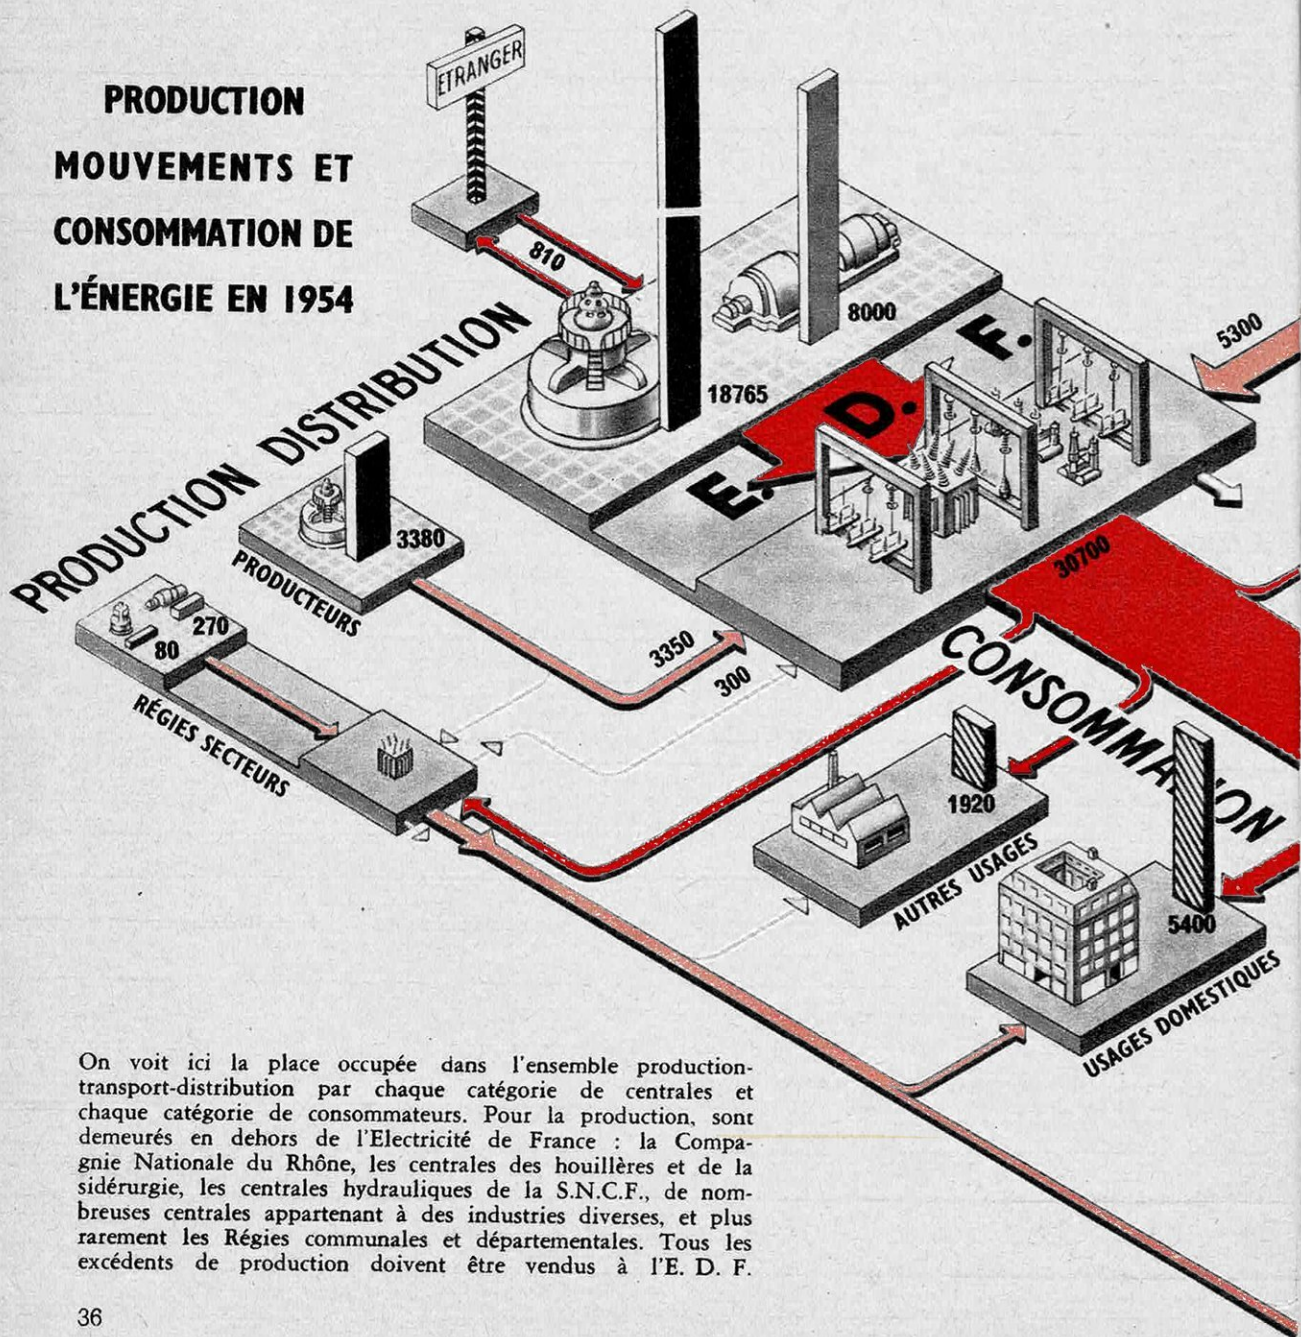 PRODUCTION
MOUVEMENTS ET
CONSOMMATION DE
L'ÉNERGIE EN 1954
ETRANGER
810
8000
18765
5300
E. D. F.
PRODUCTION DISTRIBUTION
3380
PRODUCTEURS
270
80
RÉGIES SECTEURS
3350
300
30700
CONSOMMATION
1920
AUTRES USAGES
5400
USAGES DOMESTIQUES
On voit ici la place occupée dans l'ensemble production-
transport-distribution par chaque catégorie de centrales et
chaque catégorie de consommateurs. Pour la production, sont
demeurés en dehors de l'Electricité de France : la Compa-
gnie Nationale du Rhône, les centrales des houillères et de la
sidérurgie, les centrales hydrauliques de la S.N.C.F., de nom-
breuses centrales appartenant à des industries diverses, et plus
rarement les Régies communales et départementales. Tous les
excédents de production doivent être vendus à l'E. D. F.
36